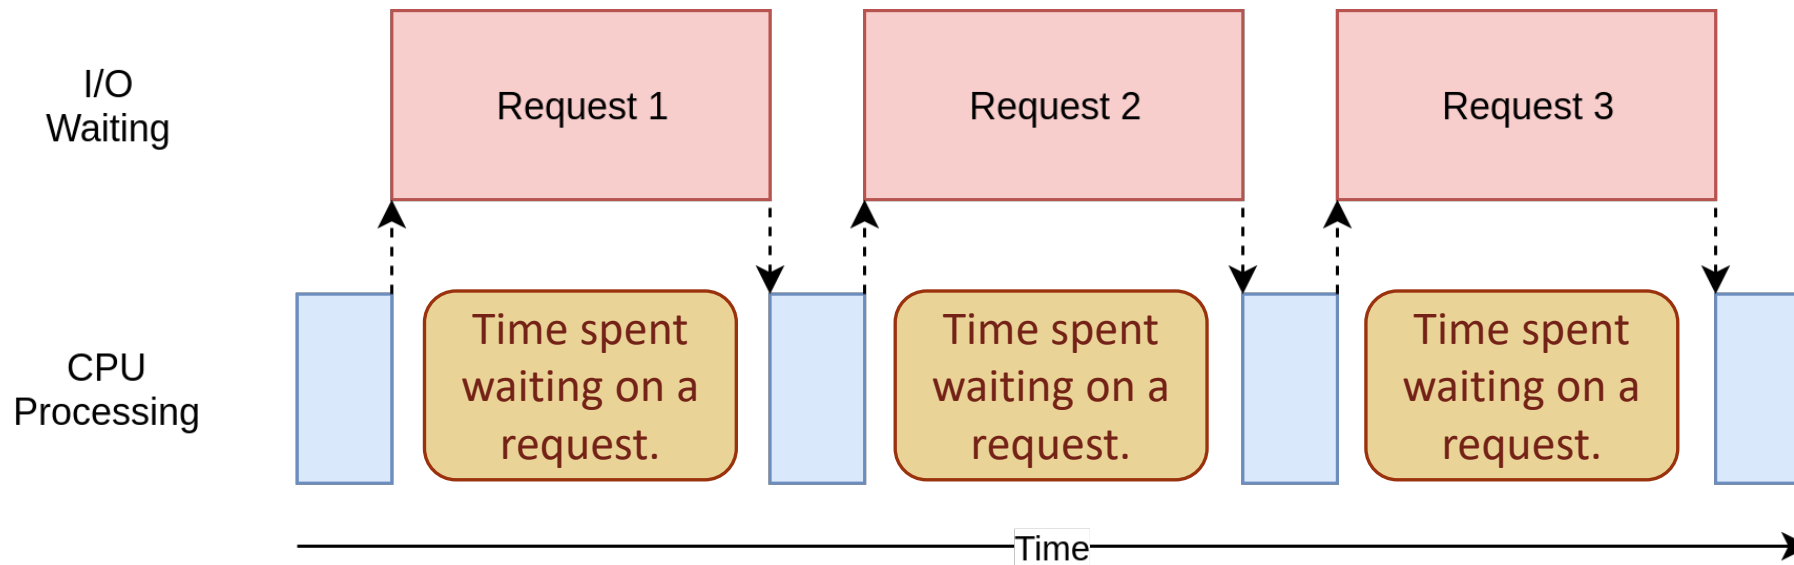 I/O
Waiting
Request 1
Request 2
Request 3
CPU
Processing
Time spent
waiting on a
request.
Time spent
waiting on a
request.
Time spent
waiting on a
request.
Time